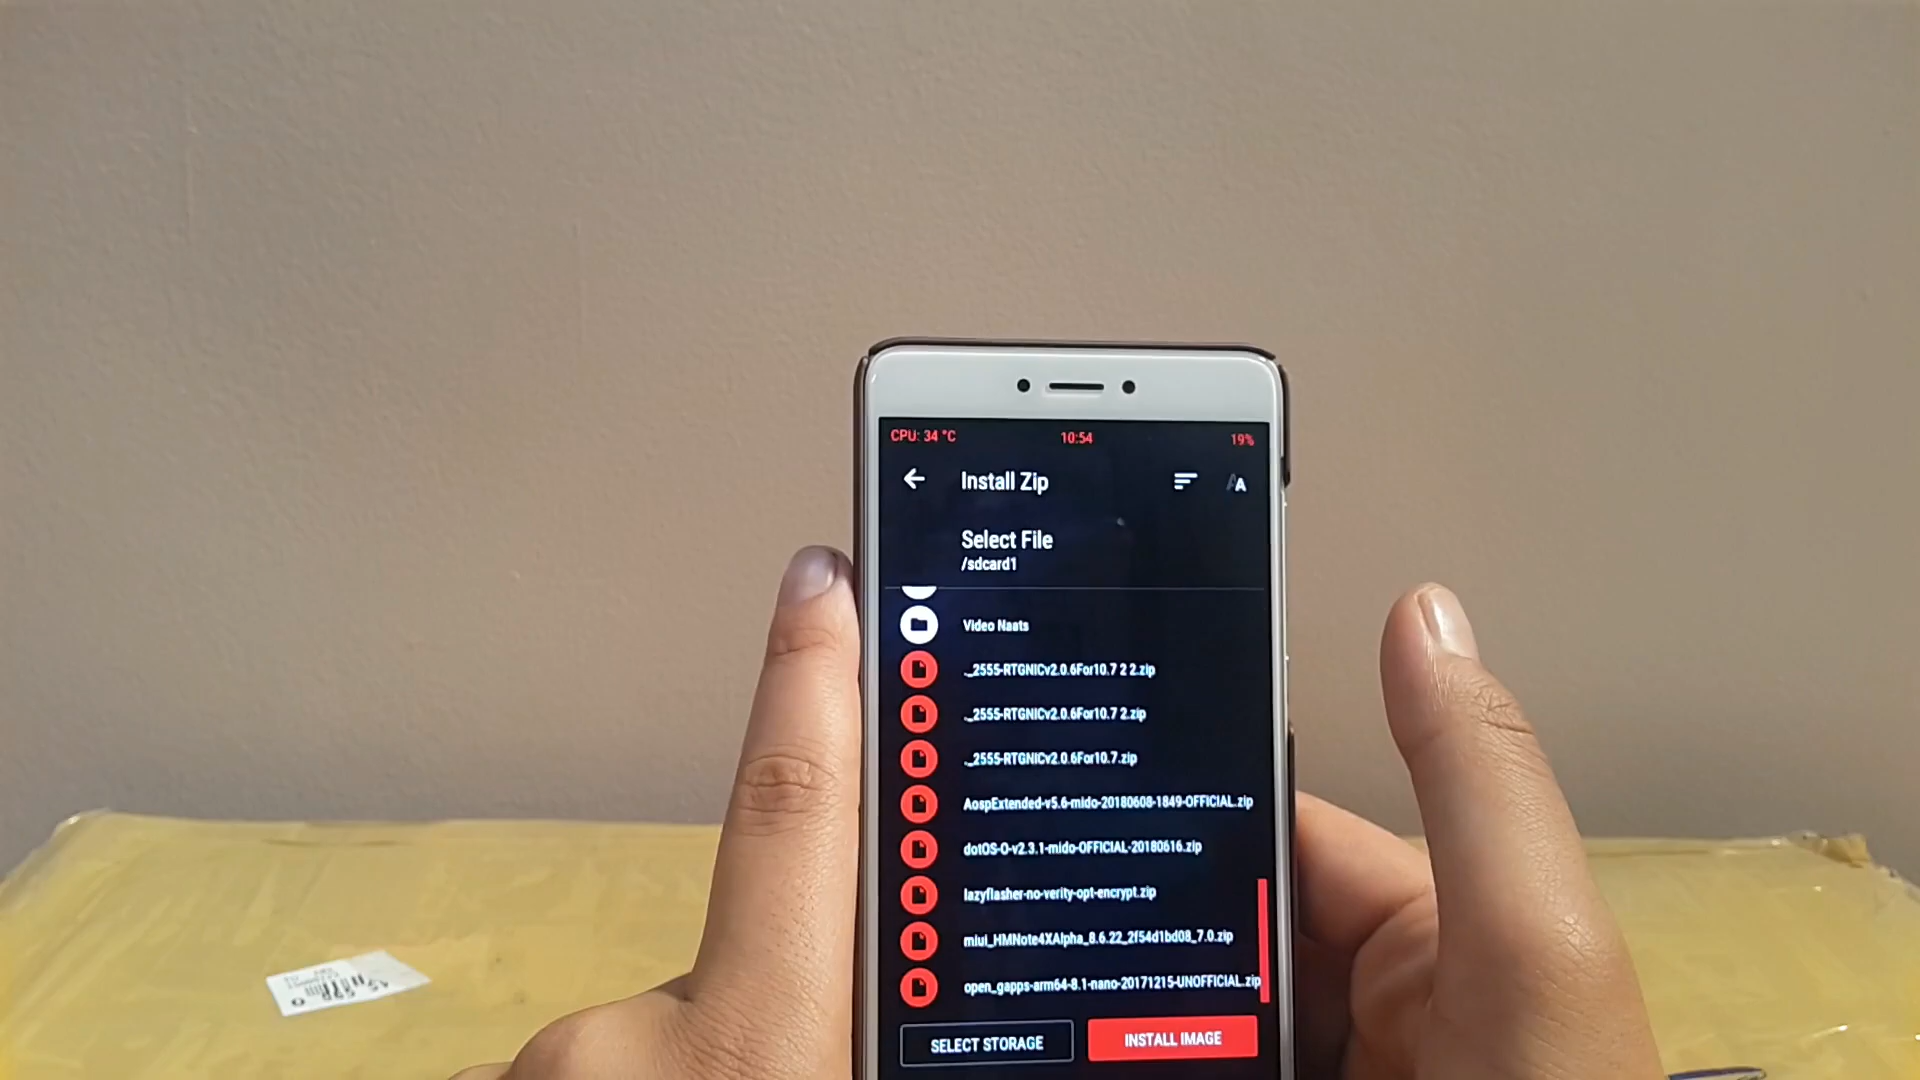 CPU: 34 °C 10:54 19%
Install Zip
Select File
/sdcard1
Video Naats
._2555-RTGNICv2.0.6For10.7 2 2.zip
._2555-RTGNICv2.0.6For10.7 2.zip
._2555-RTGNICv2.0.6For10.7.zip
AospExtended-v5.6-mido-20180608-1849-OFFICIAL.zip
dotOS-O-v2.3.1-mido-OFFICIAL-20180616.zip
lazyflasher-no-verity-opt-encrypt.zip
miui_HMNote4XAlpha_8.6.22_2f54d1bd08_7.0.zip
open_gapps-arm64-8.1-nano-20171215-UNOFFICIAL.zip
SELECT STORAGE INSTALL IMAGE